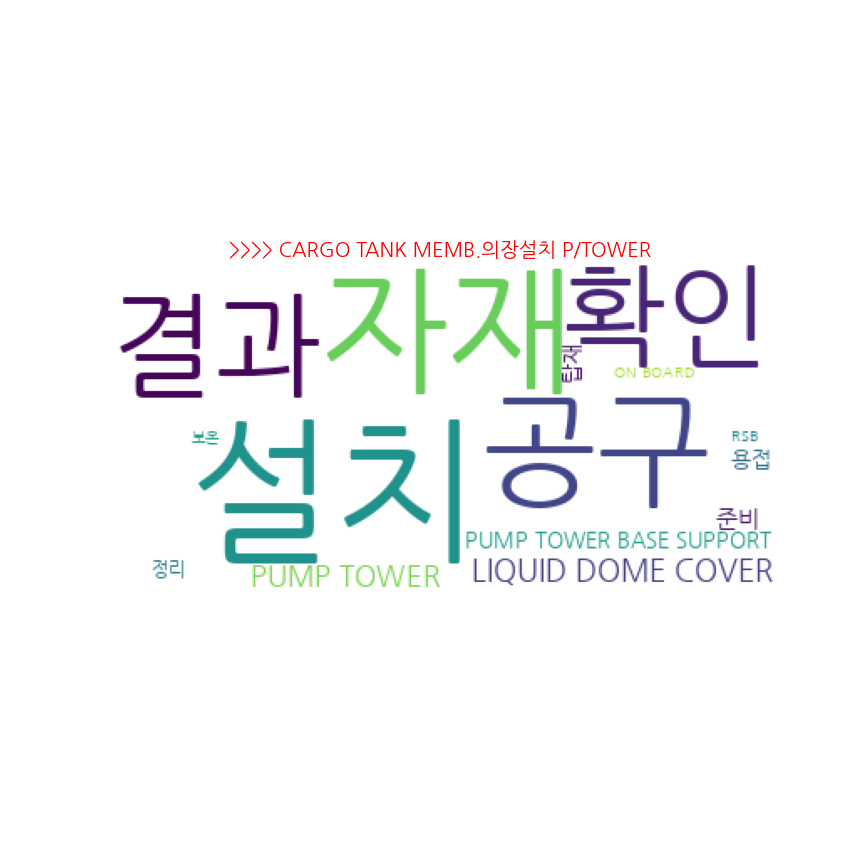 >>>> CARGO TANK MEMB.의장설치 P/TOWER
결과
자재
확인
탑재
ON BOARD
설치
공구
보온
RSB
용접
준비
PUMP TOWER BASE SUPPORT
정리
PUMP TOWER
LIQUID DOME COVER